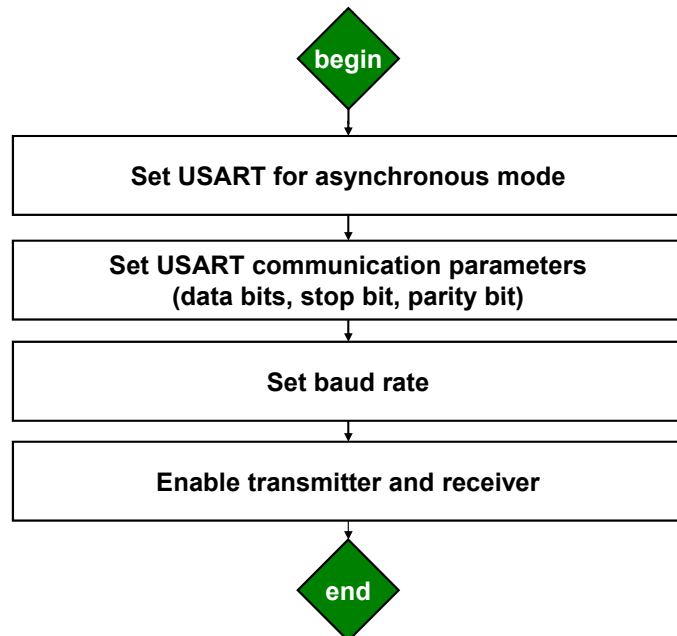 begin
Set USART for asynchronous mode
Set USART communication parameters
(data bits, stop bit, parity bit)
Set baud rate
Enable transmitter and receiver
end